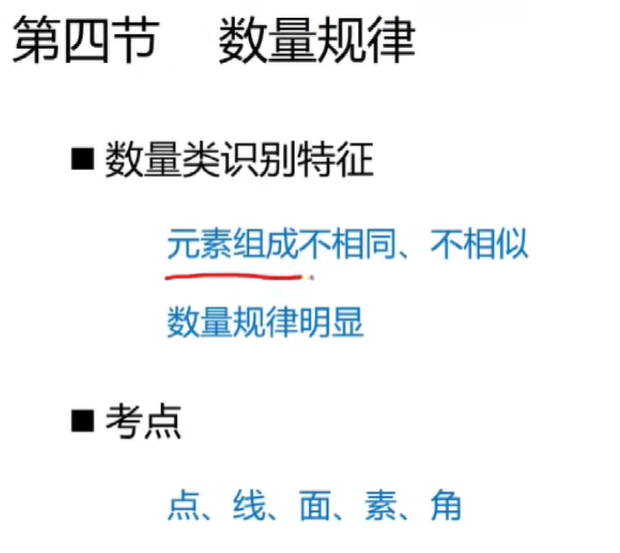 第四节 数量规律
■ 数量类识别特征
元素组成不相同、不相似
数量规律明显
■ 考点
点、线、面、素、角